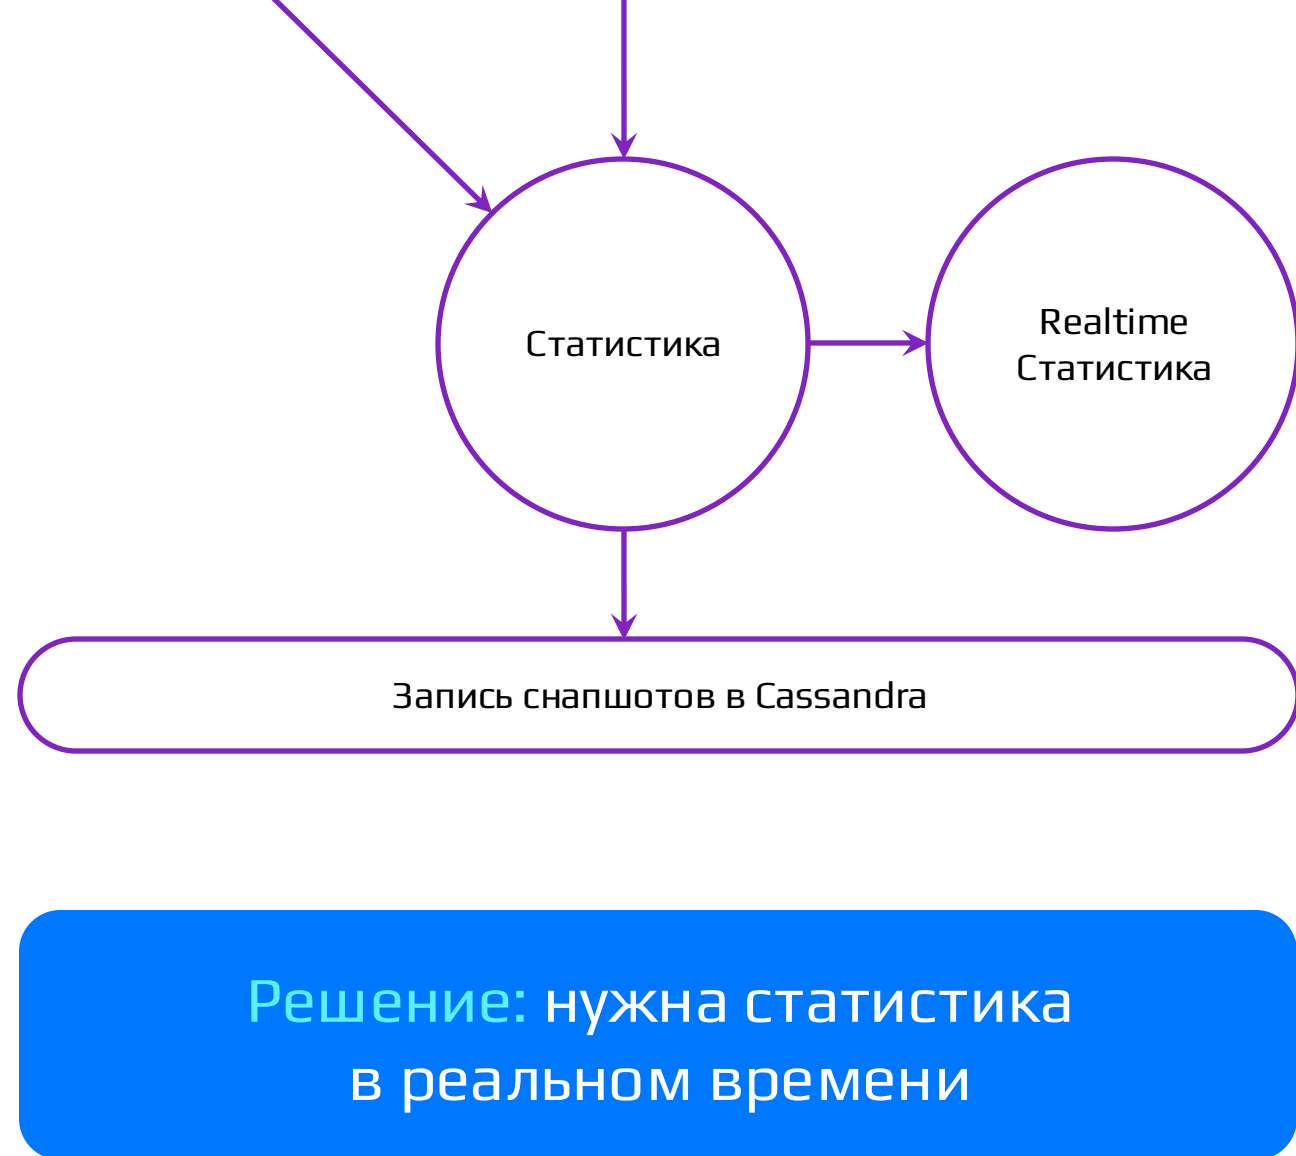 Статистика
Realtime
Статистика
Запись снапшотов в Cassandra
Решение: нужна статистика
в реальном времени